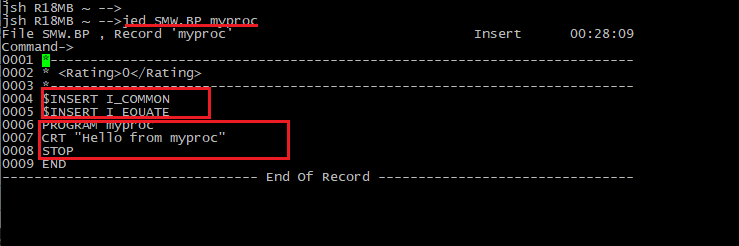 jsh R18MB ~ -->
jsh R18MB ~ -->jed SMW.BP myproc
File SMW.BP , Record 'myproc' Insert 00:28:09
Command->
0001 *-------------------------------------------------------------------------
0002 * <Rating>0</Rating>
0003 *-------------------------------------------------------------------------
0004 $INSERT I_COMMON
0005 $INSERT I_EQUATE
0006 PROGRAM myproc
0007 CRT "Hello from myproc"
0008 STOP
0009 END
-------------------------------- End Of Record --------------------------------